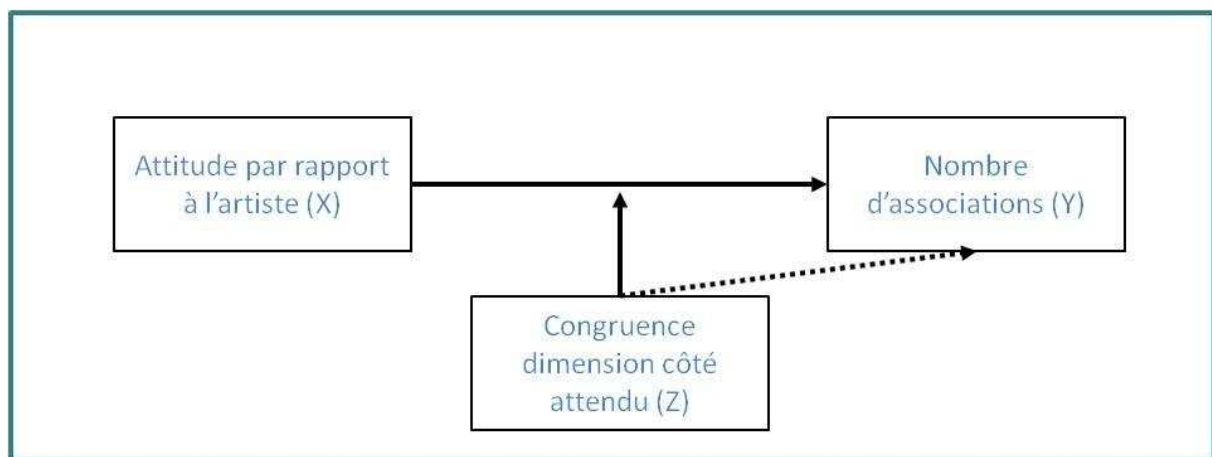 Attitude par rapport
à l’artiste (X)
Nombre
d’associations (Y)
Congruence
dimension côté
attendu (Z)